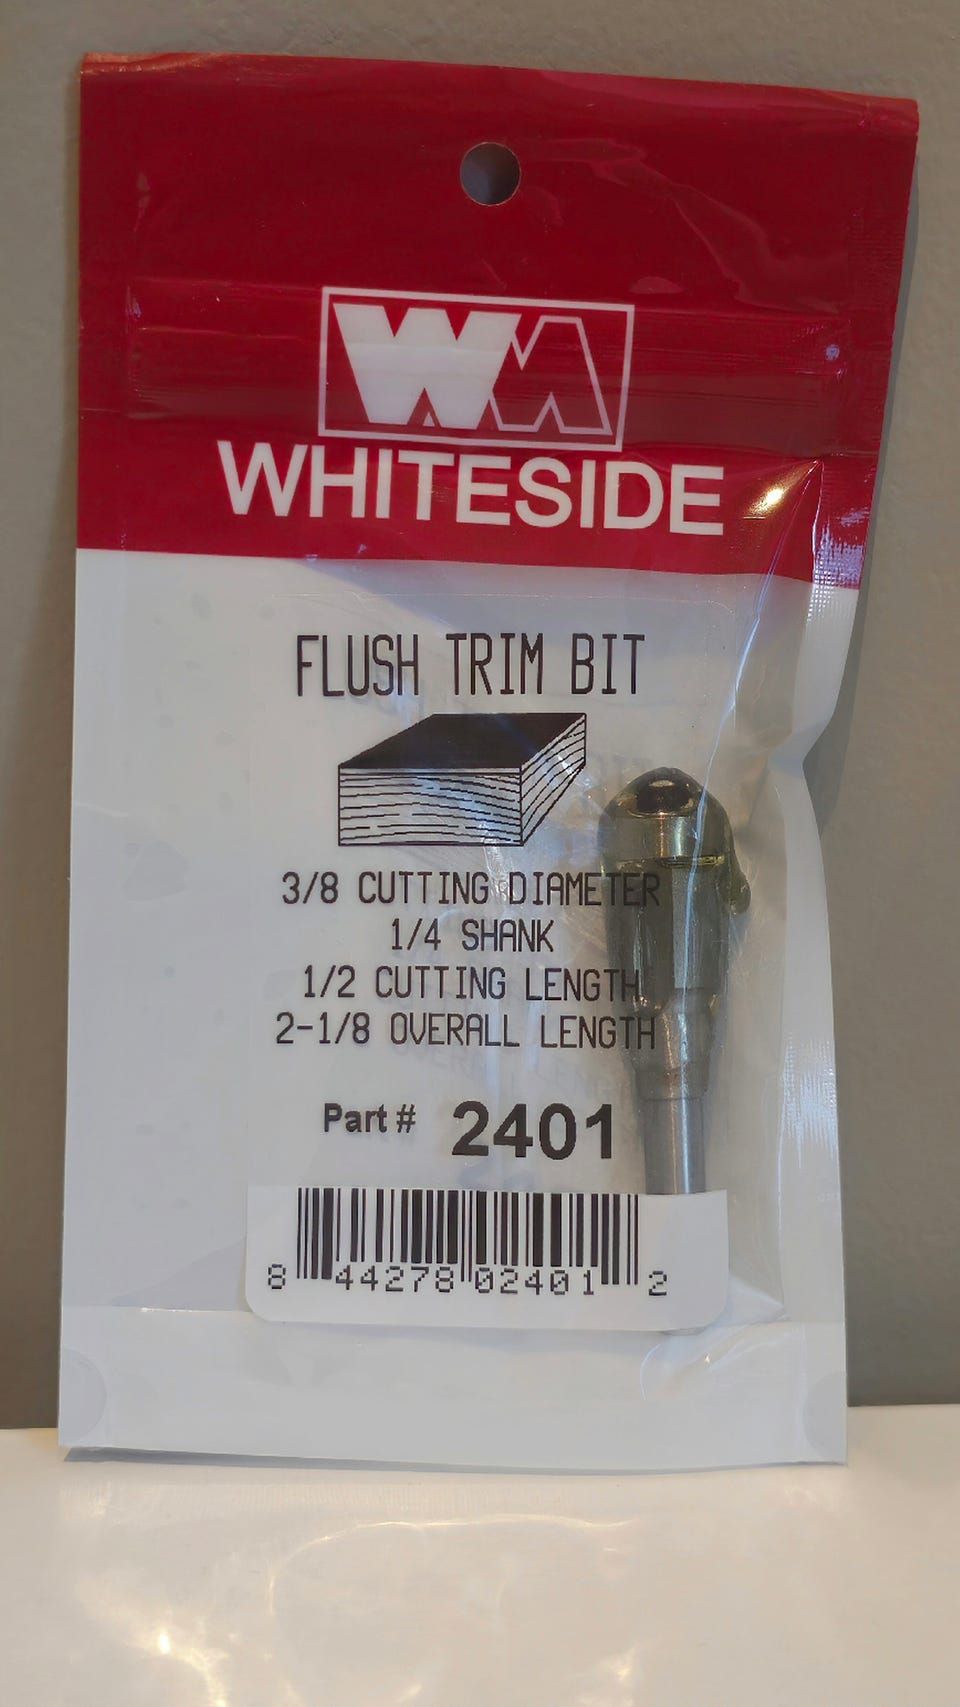 WM
WHITESIDE
FLUSH TRIM BIT
3/8 CUTTING DIAMETER
1/4 SHANK
1/2 CUTTING LENGTH
2-1/8 OVERALL LENGTH
Part # 2401
8 44278 02401 2